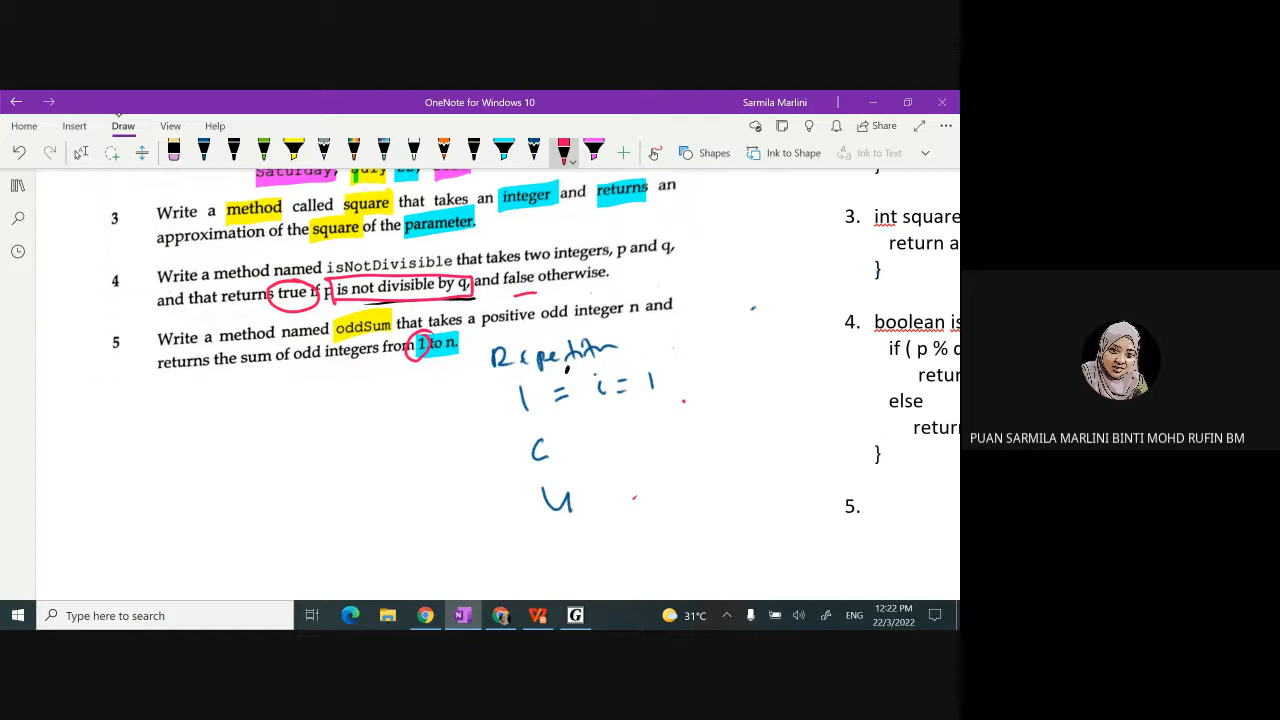 OneNote for Windows 10
Sarmila Marlini
Home Insert Draw View Help
Share
Shapes Ink to Shape Ink to Text
Saturday, July 22,
3 Write a method called square that takes an integer and returns an
approximation of the square of the parameter.
4 Write a method named isNotDivisible that takes two integers, p and q,
and that returns true if p is not divisible by q, and false otherwise.
5 Write a method named oddSum that takes a positive odd integer n and
returns the sum of odd integers from 1 to n.
I = i = 1
C
U
}
3. int square
return a
}
4. boolean is
if ( p %
retur
else
return
}
5.
PUAN SARMILA MARLINI BINTI MOHD RUFIN BM
Type here to search
31°C
ENG
12:22 PM
22/3/2022